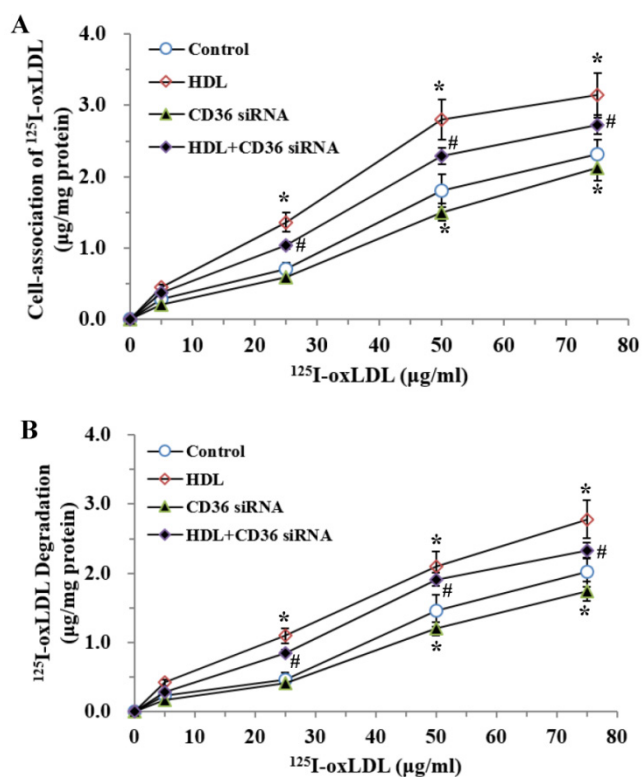 A
Control
HDL
CD36 siRNA
HDL+CD36 siRNA
Cell-association of ¹²⁵I-oxLDL
(µg/mg protein)
4.0
3.0
2.0
1.0
0.0
* * * # # # * *
0 10 20 30 40 50 60 70 80
¹²⁵I-oxLDL (µg/ml)
B
Control
HDL
CD36 siRNA
HDL+CD36 siRNA
¹²⁵I-oxLDL Degradation
(µg/mg protein)
4.0
3.0
2.0
1.0
0.0
* * * # # # * *
0 10 20 30 40 50 60 70 80
¹²⁵I-oxLDL (µg/ml)